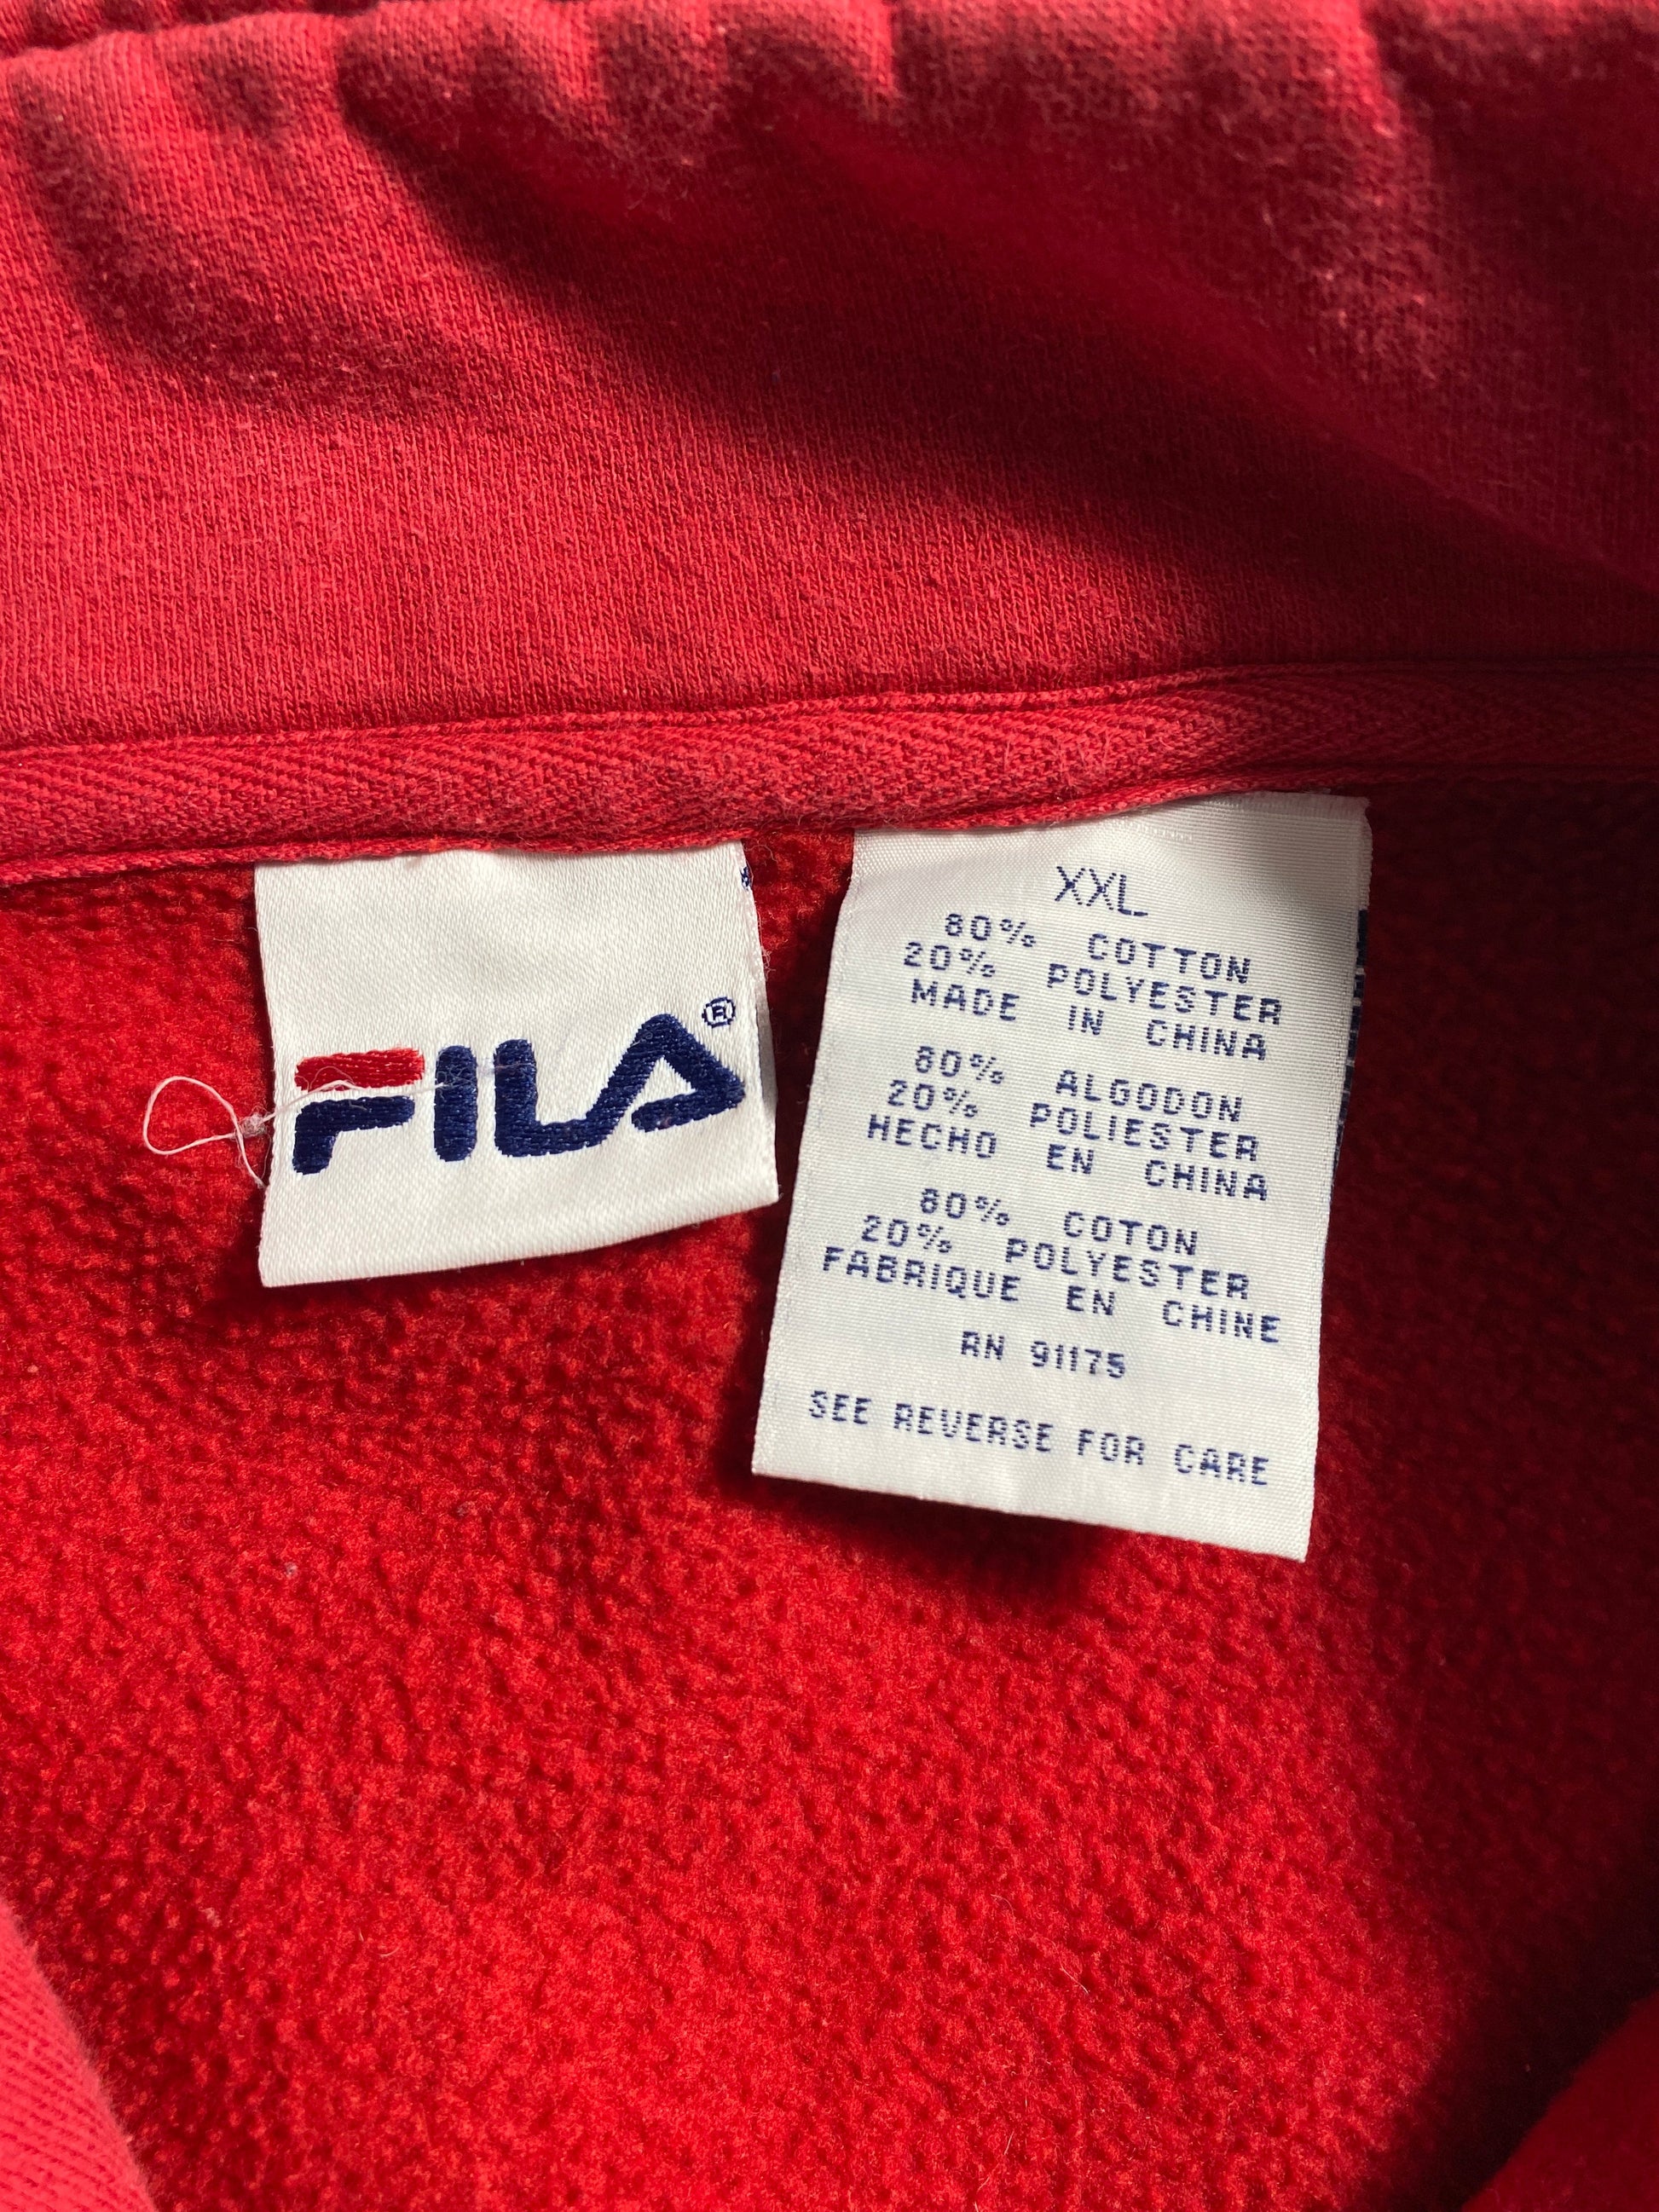 FILA®
XXL
80% COTTON
20% POLYESTER
MADE IN CHINA
80% ALGODON
20% POLIESTER
HECHO EN CHINA
80% COTON
20% POLYESTER
FABRIQUE EN CHINE
RN 91175
SEE REVERSE FOR CARE